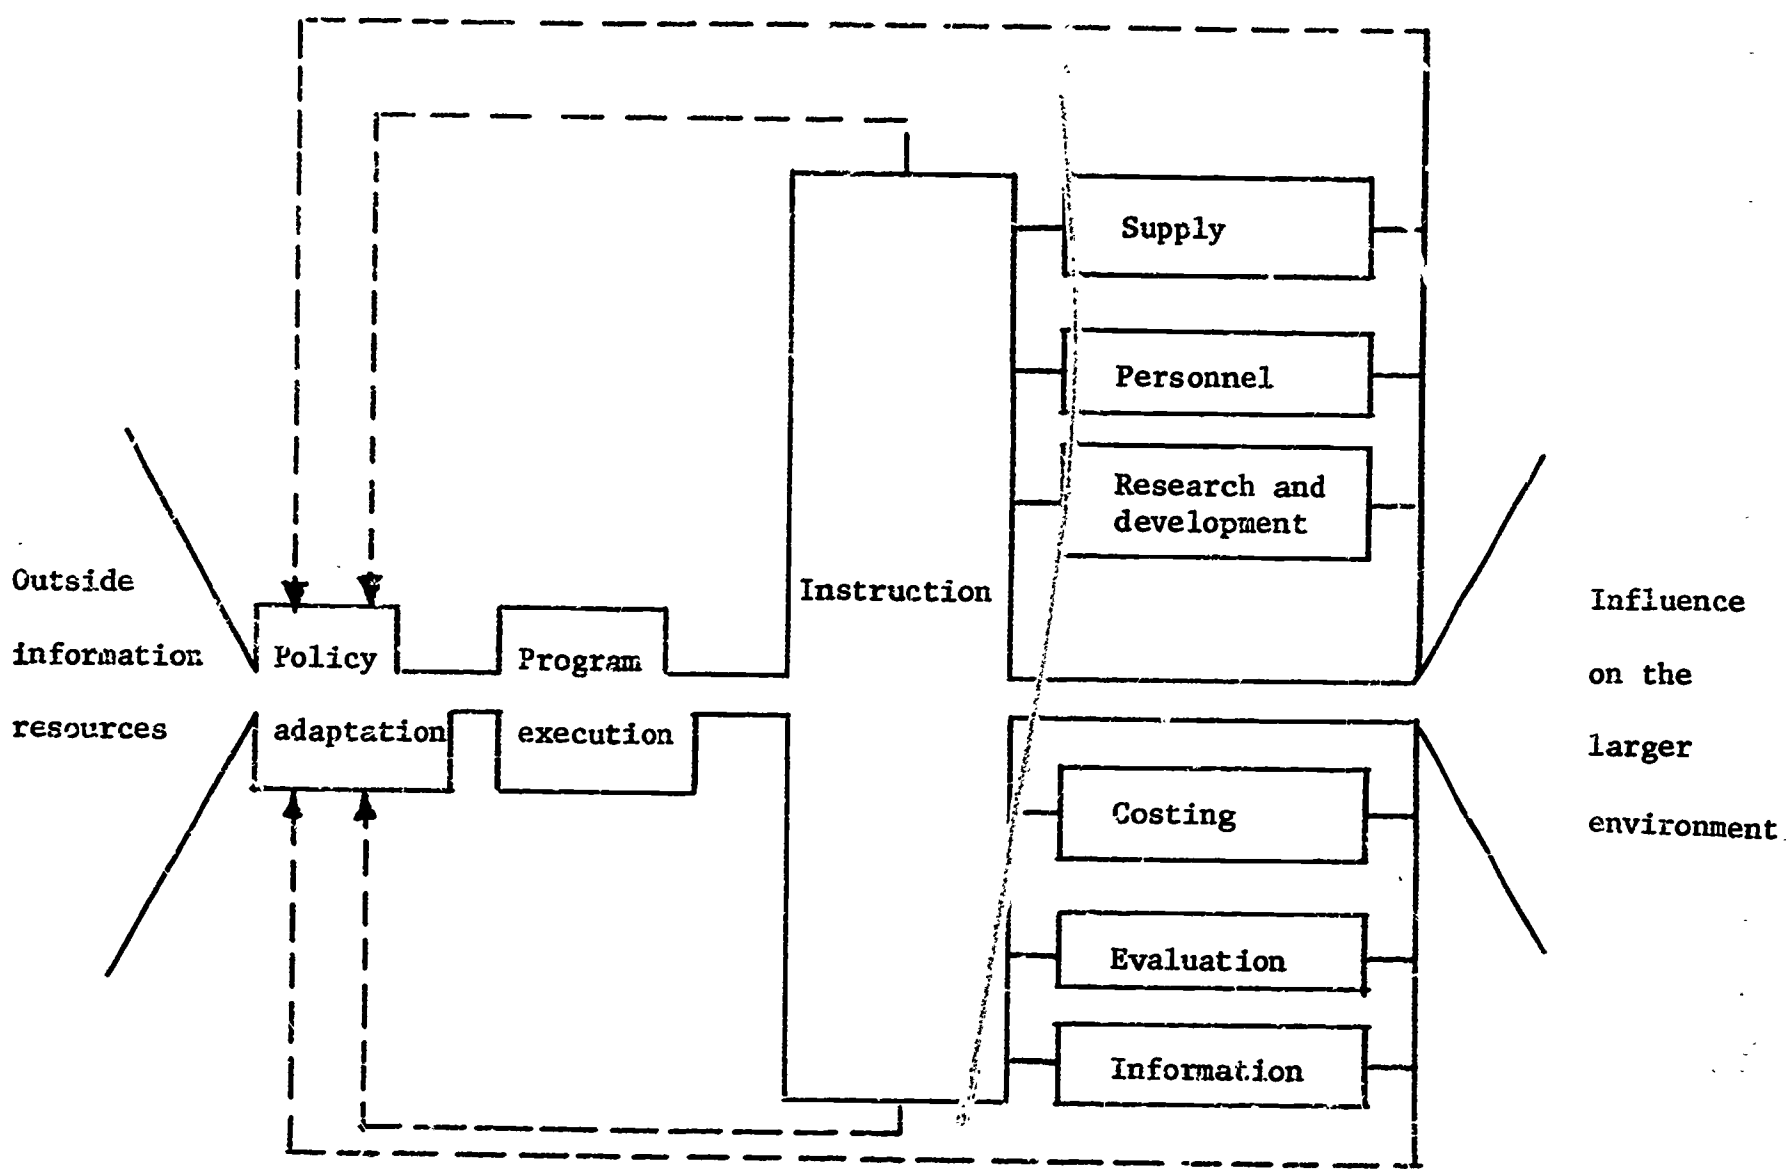 Outside
information
resources
Policy
adaptation
Program
execution
Instruction
Supply
Personnel
Research and
development
Costing
Evaluation
Information
Influence
on the
larger
environment